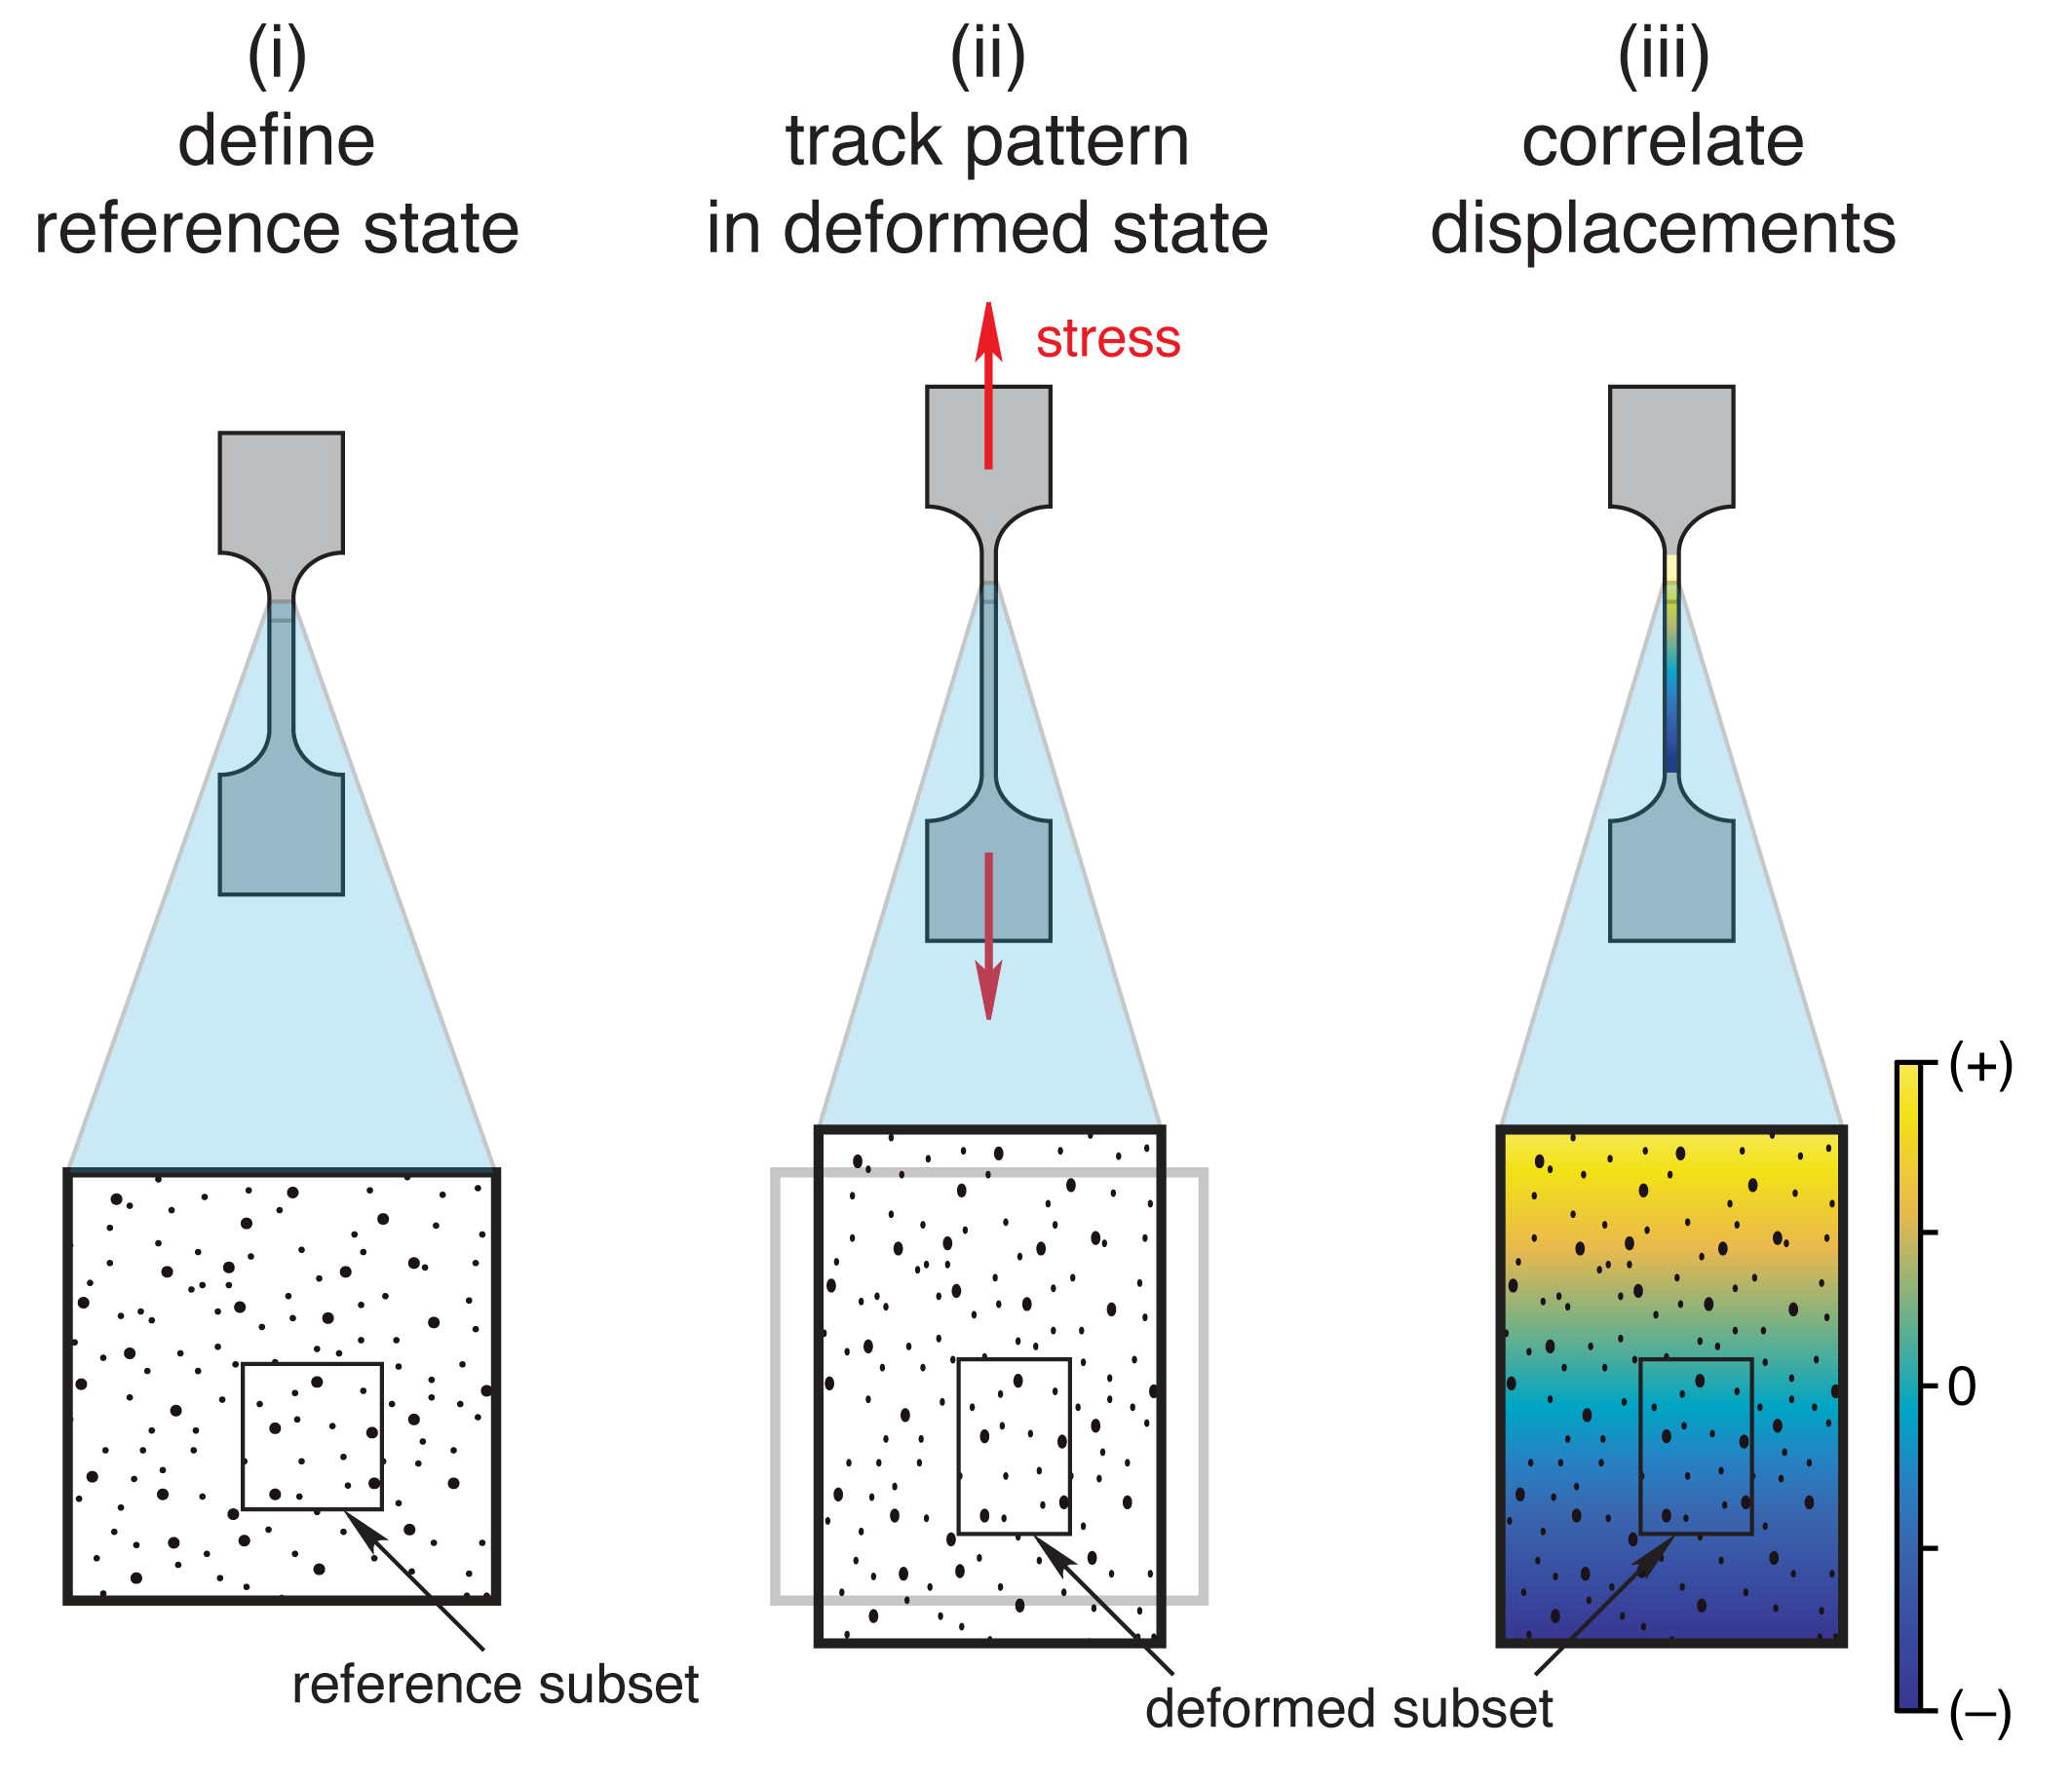 (i)
define
reference state
(ii)
track pattern
in deformed state
(iii)
correlate
displacements
stress
(+)
0
(–)
reference subset
deformed subset